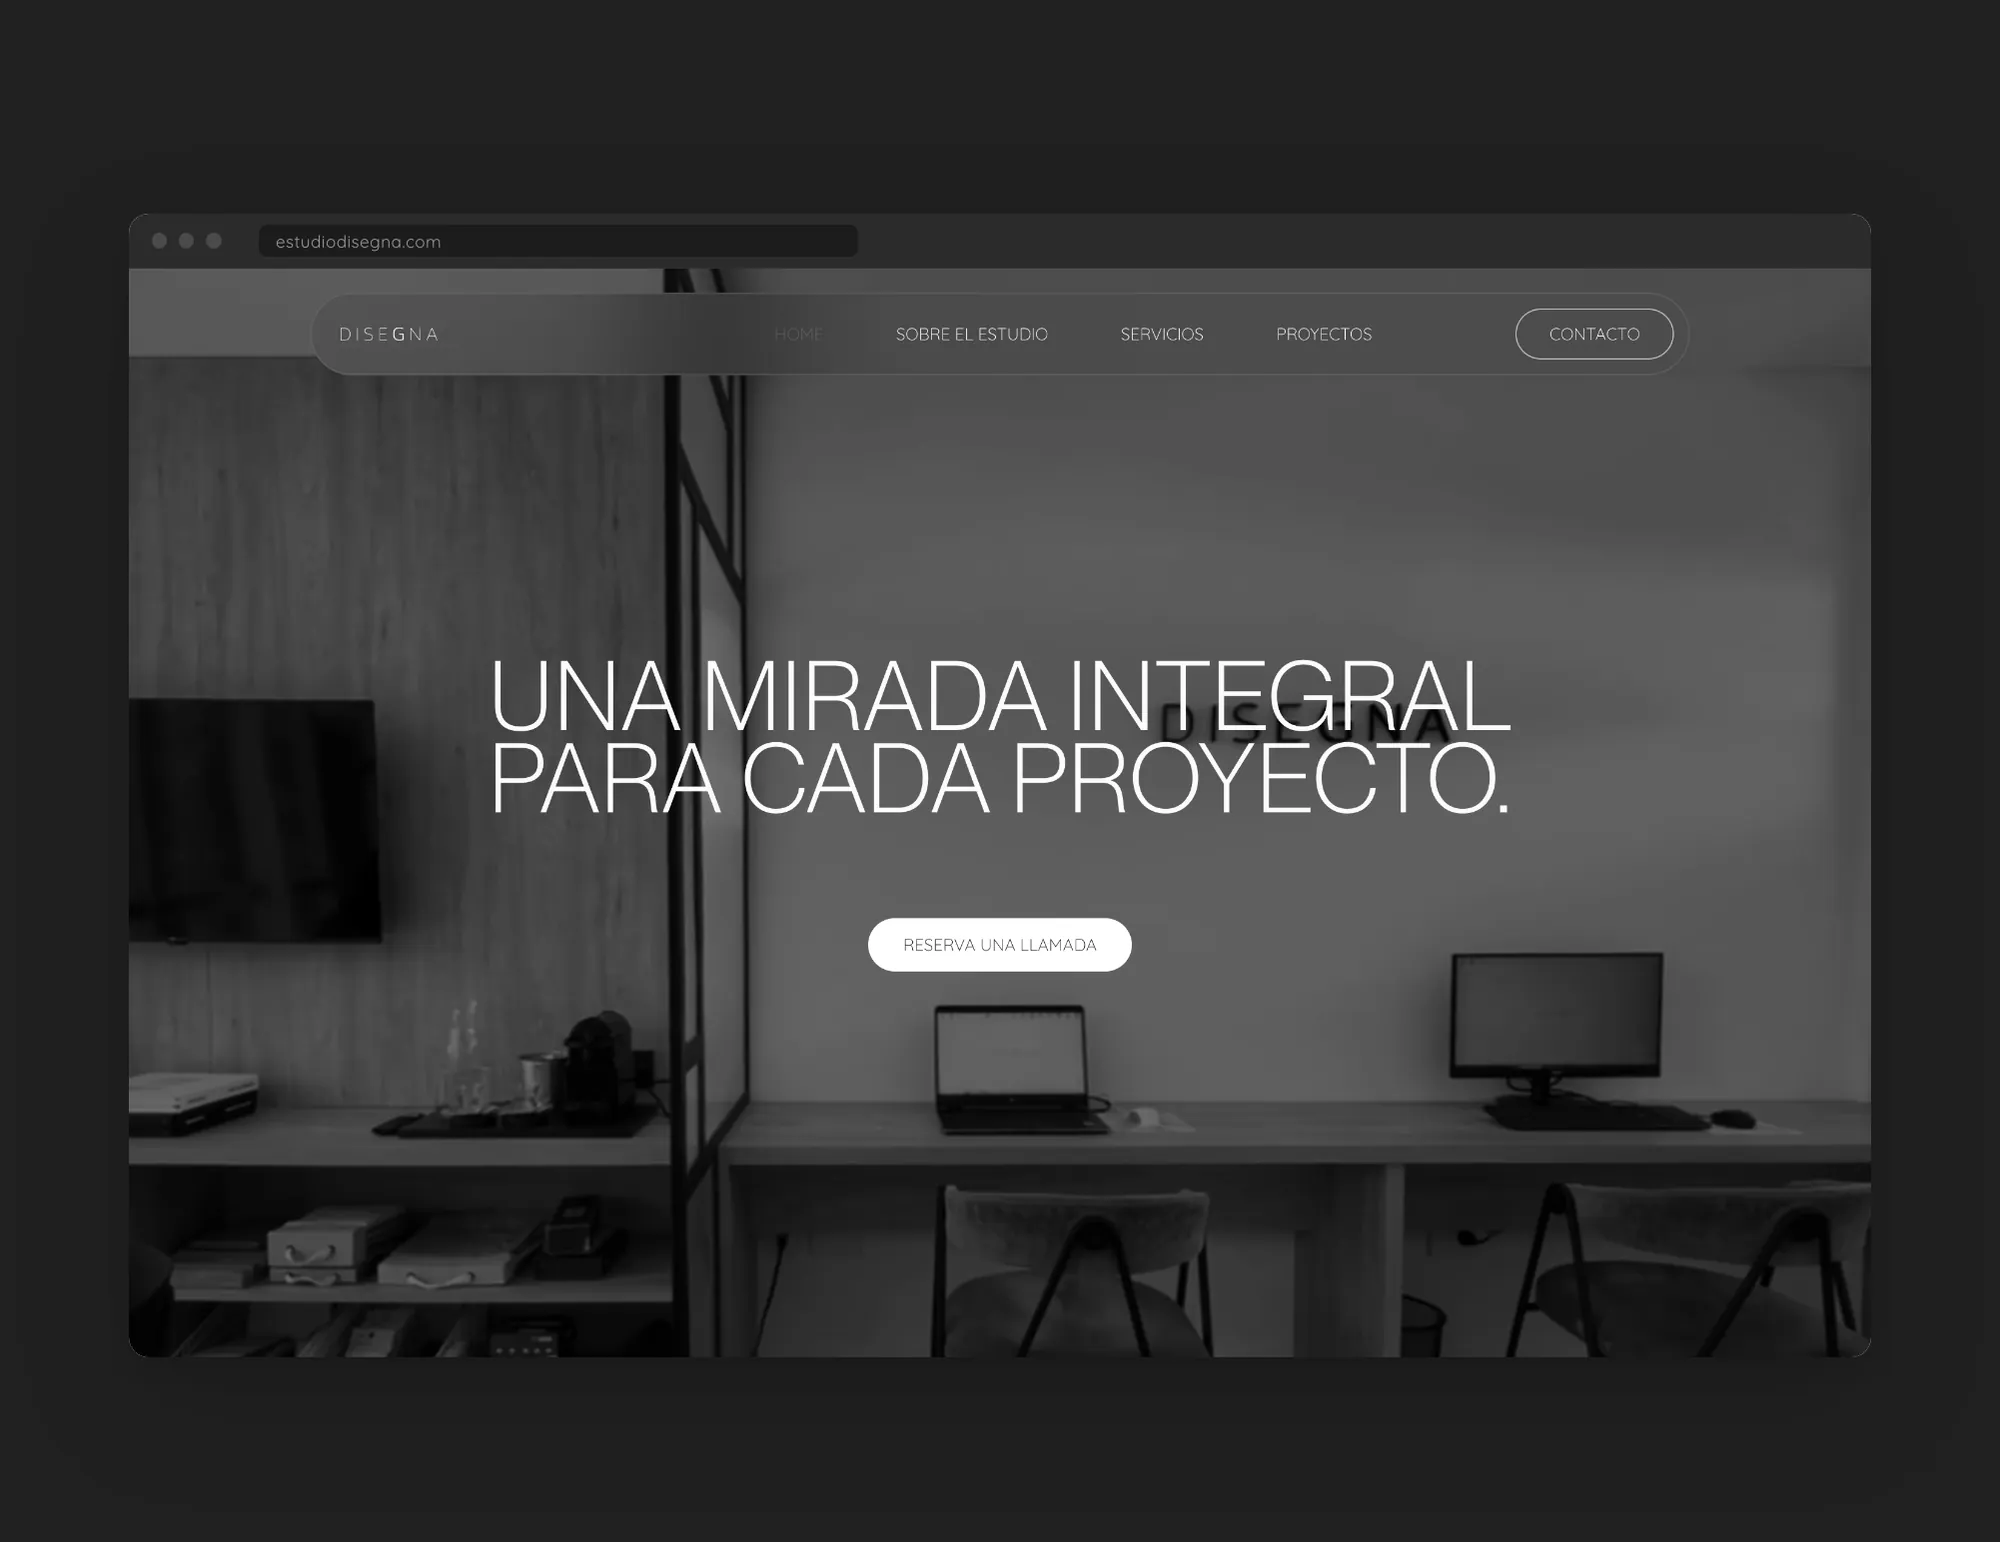 estudiodisegna.com
DISEGNA
HOME
SOBRE EL ESTUDIO
SERVICIOS
PROYECTOS
CONTACTO
UNA MIRADA INTEGRAL
DISEGNA
PARA CADA PROYECTO.
RESERVA UNA LLAMADA